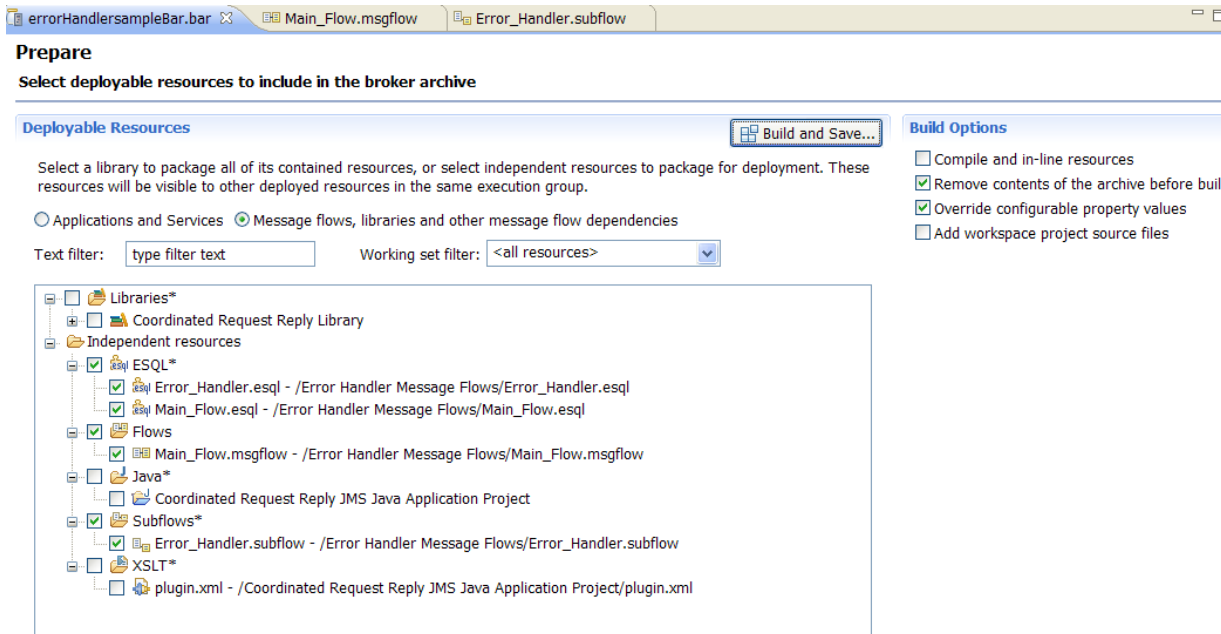 errorHandlersampleBar.bar Main_Flow.msgflow Error_Handler.subflow
Prepare
Select deployable resources to include in the broker archive
Deployable Resources
Build and Save...
Select a library to package all of its contained resources, or select independent resources to package for deployment. These
resources will be visible to other deployed resources in the same execution group.
Applications and Services Message flows, libraries and other message flow dependencies
Text filter: type filter text Working set filter: <all resources>
Libraries*
Coordinated Request Reply Library
Independent resources
ESQL*
Error_Handler.esql - /Error Handler Message Flows/Error_Handler.esql
Main_Flow.esql - /Error Handler Message Flows/Main_Flow.esql
Flows
Main_Flow.msgflow - /Error Handler Message Flows/Main_Flow.msgflow
Java*
Coordinated Request Reply JMS Java Application Project
Subflows*
Error_Handler.subflow - /Error Handler Message Flows/Error_Handler.subflow
XSLT*
plugin.xml - /Coordinated Request Reply JMS Java Application Project/plugin.xml
Build Options
Compile and in-line resources
Remove contents of the archive before buil
Override configurable property values
Add workspace project source files